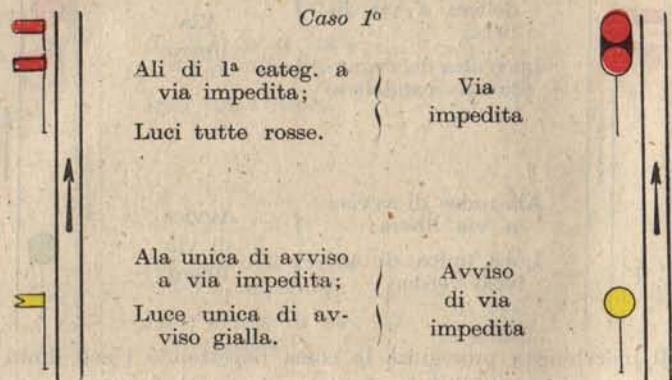 Caso 1º
Ali di 1ª categ. a
via impedita;
Luci tutte rosse.
Via
impedita
Ala unica di avviso
a via impedita;
Luce unica di av-
viso gialla.
Avviso
di via
impedita